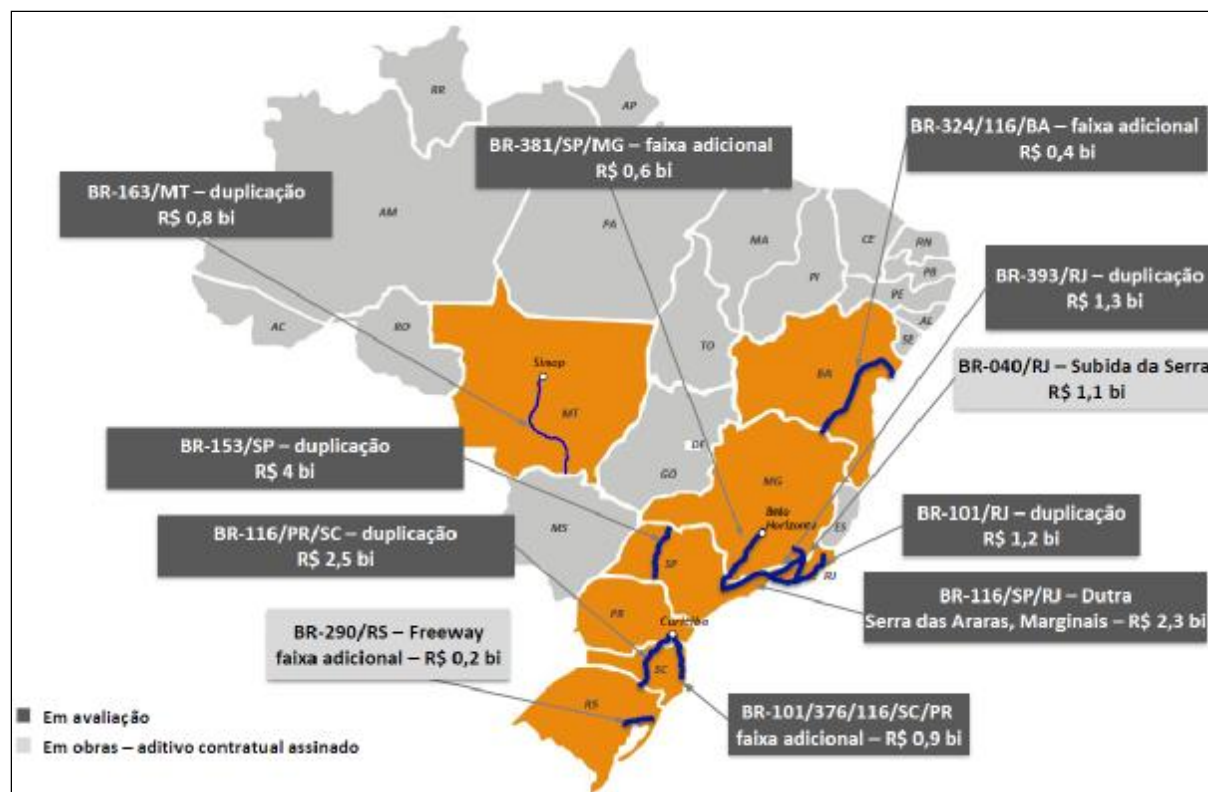 RR
AP
BR-324/116/BA – faixa adicional
R$ 0,4 bi
BR-381/SP/MG – faixa adicional
R$ 0,6 bi
BR-163/MT – duplicação
R$ 0,8 bi
AM
PA
MA
CE
RN
PB
PI
PE
AL
SE
BR-393/RJ – duplicação
R$ 1,3 bi
AC
RO
TO
Sinop
MT
BA
BR-040/RJ – Subida da Serra
R$ 1,1 bi
DF
GO
BR-153/SP – duplicação
R$ 4 bi
MG
MS
Belo
Horizonte
ES
BR-101/RJ – duplicação
R$ 1,2 bi
BR-116/PR/SC – duplicação
R$ 2,5 bi
SP
RJ
BR-116/SP/RJ – Dutra
Serra das Araras, Marginais – R$ 2,3 bi
PR
Curitiba
BR-290/RS – Freeway
faixa adicional – R$ 0,2 bi
SC
RS
BR-101/376/116/SC/PR
faixa adicional – R$ 0,9 bi
Em avaliação
Em obras – aditivo contratual assinado